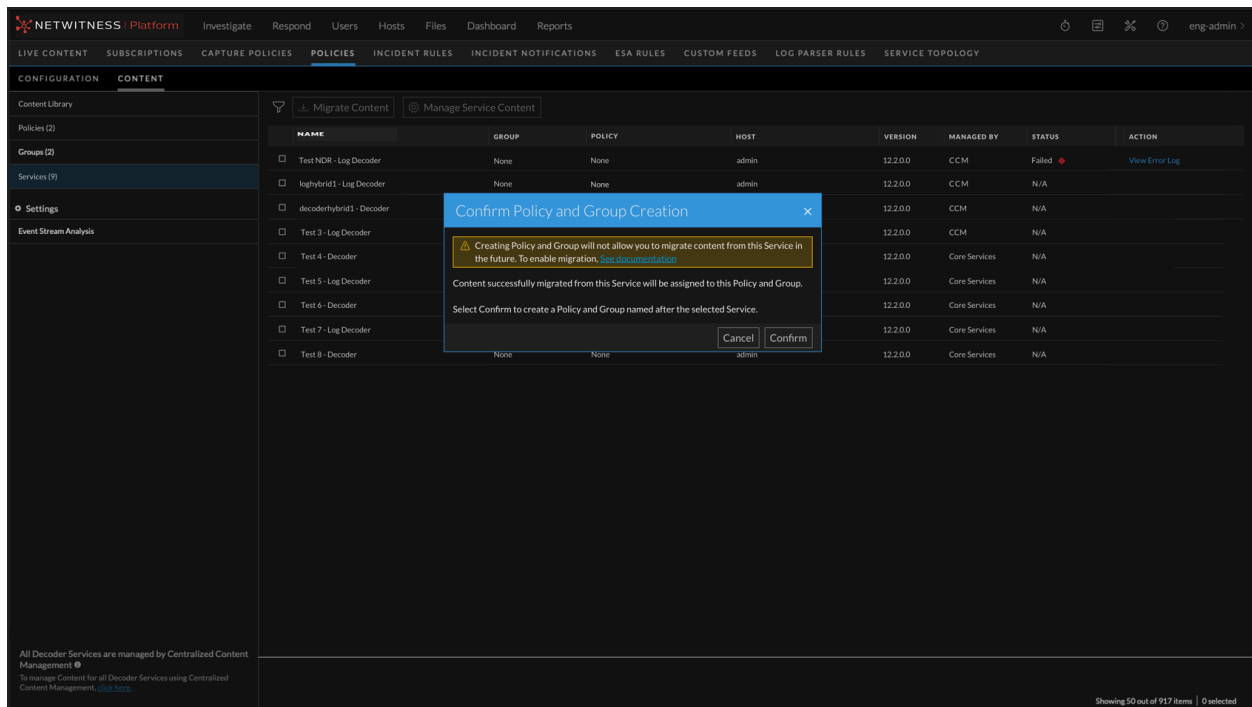 NETWITNESS Platform Investigate Respond Users Hosts Files Dashboard Reports eng-admin >
LIVE CONTENT SUBSCRIPTIONS CAPTURE POLICIES POLICIES INCIDENT RULES INCIDENT NOTIFICATIONS ESA RULES CUSTOM FEEDS LOG PARSER RULES SERVICE TOPOLOGY
CONFIGURATION CONTENT
Content Library
Policies (2)
Groups (2)
Services (9)
Settings
Event Stream Analysis
Migrate Content Manage Service Content
NAME GROUP POLICY HOST VERSION MANAGED BY STATUS ACTION
Test NDR - Log Decoder None None admin 12.2.0.0 CCM Failed View Error Log
loghybrid1 - Log Decoder None None admin 12.2.0.0 CCM N/A
decoderhybrid1 - Decoder 12.2.0.0 CCM N/A
Test 3 - Log Decoder 12.2.0.0 CCM N/A
Test 4 - Decoder 12.2.0.0 Core Services N/A
Test 5 - Log Decoder 12.2.0.0 Core Services N/A
Test 6 - Decoder 12.2.0.0 Core Services N/A
Test 7 - Log Decoder 12.2.0.0 Core Services N/A
Test 8 - Decoder None None admin 12.2.0.0 Core Services N/A
Confirm Policy and Group Creation
Creating Policy and Group will not allow you to migrate content from this Service in
the future. To enable migration, See documentation
Content successfully migrated from this Service will be assigned to this Policy and Group.
Select Confirm to create a Policy and Group named after the selected Service.
Cancel Confirm
All Decoder Services are managed by Centralized Content
Management
To manage Content for all Decoder Services using Centralized
Content Management, click here.
Showing 50 out of 917 items | 0 selected